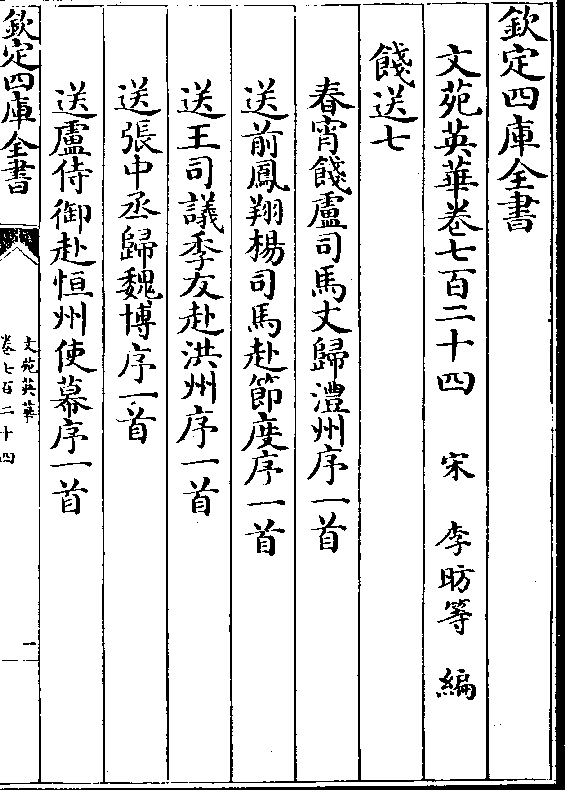 欽定四庫全書
文苑英華卷七百二十四 宋 李昉等 編
餞送七
春宵餞盧司馬丈歸澧州序一首
送前鳳翔楊司馬赴節度序一首
送王司議季友赴洪州序一首
送張中丞歸魏博序一首
送盧侍御赴恒州使幕序一首
欽定四庫全書
文苑英華
卷七百二十四
一